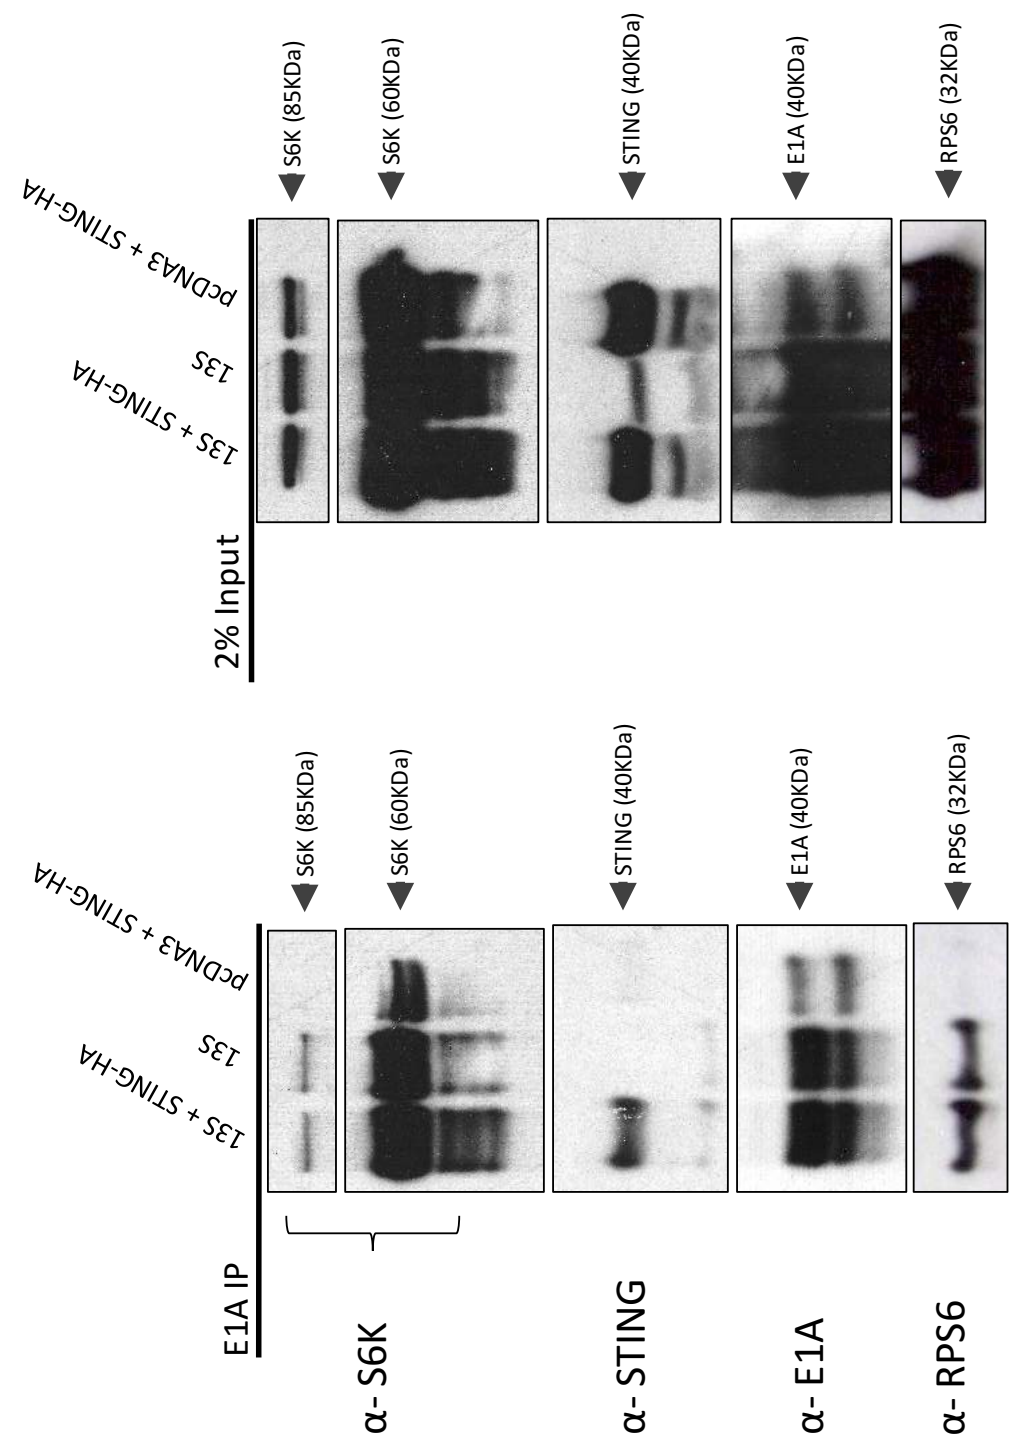 E1A IP
2% Input
13S + STING-HA
13S
pcDNA3 + STING-HA
13S + STING-HA
13S
pcDNA3 + STING-HA
α- S6K
S6K (85KDa)
S6K (85KDa)
S6K (60KDa)
S6K (60KDa)
α- STING
STING (40KDa)
STING (40KDa)
α- E1A
E1A (40KDa)
E1A (40KDa)
α- RPS6
RPS6 (32KDa)
RPS6 (32KDa)